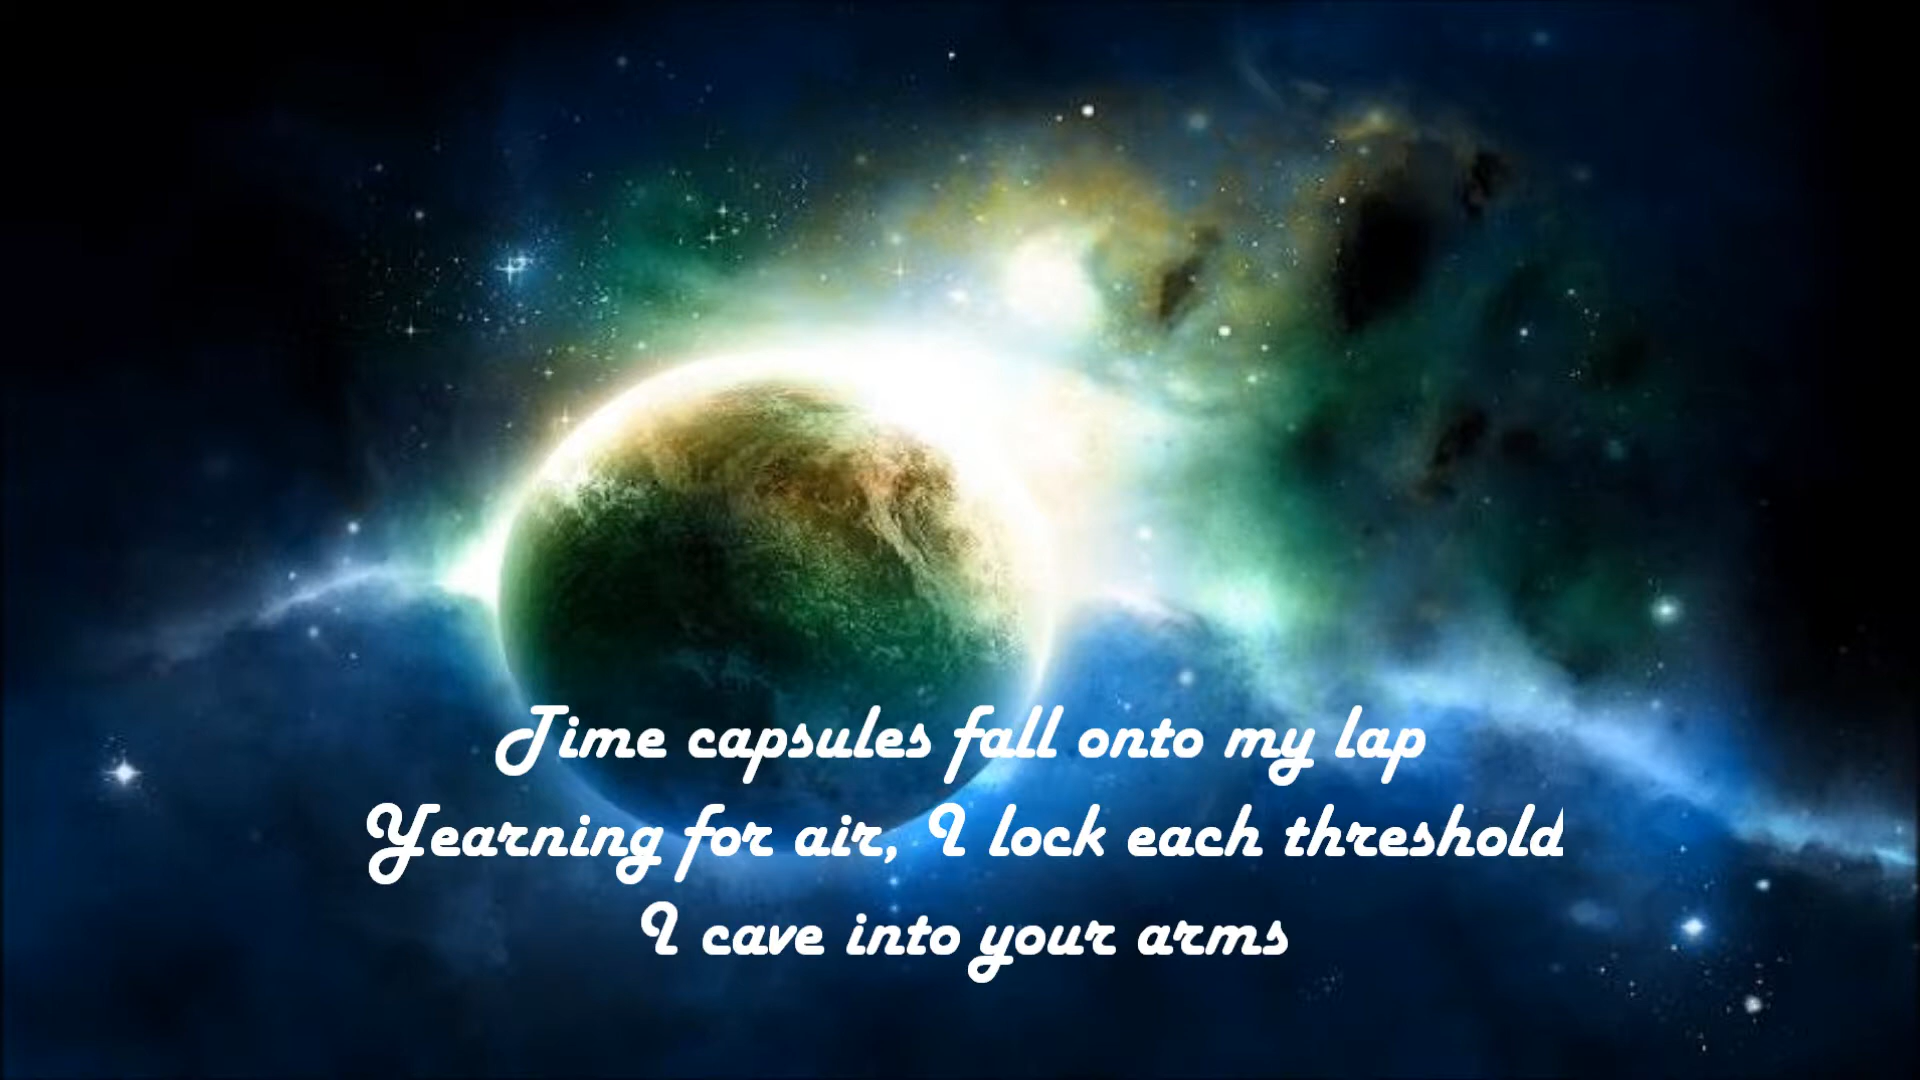 Time capsules fall onto my lap
Yearning for air, I lock each threshold
I cave into your arms